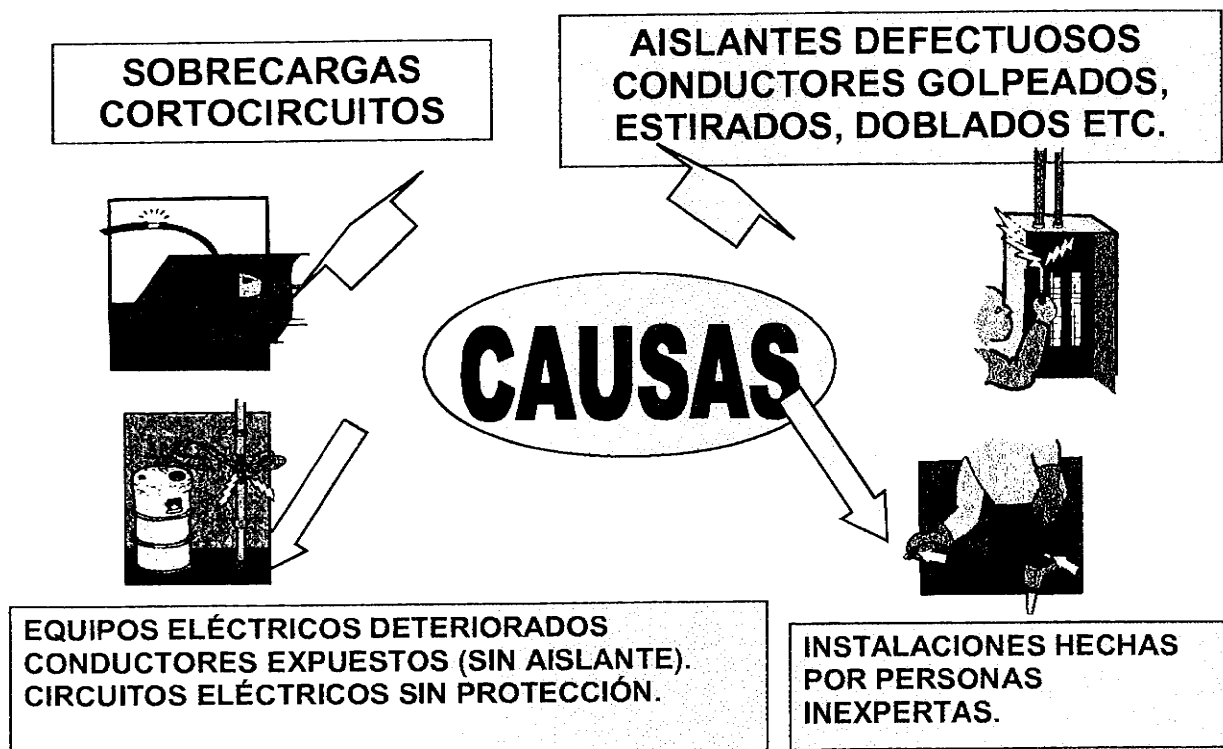 SOBRECARGAS
CORTOCIRCUITOS
AISLANTES DEFECTUOSOS
CONDUCTORES GOLPEADOS,
ESTIRADOS, DOBLADOS ETC.
CAUSAS
EQUIPOS ELÉCTRICOS DETERIORADOS
CONDUCTORES EXPUESTOS (SIN AISLANTE).
CIRCUITOS ELÉCTRICOS SIN PROTECCIÓN.
INSTALACIONES HECHAS
POR PERSONAS
INEXPERTAS.